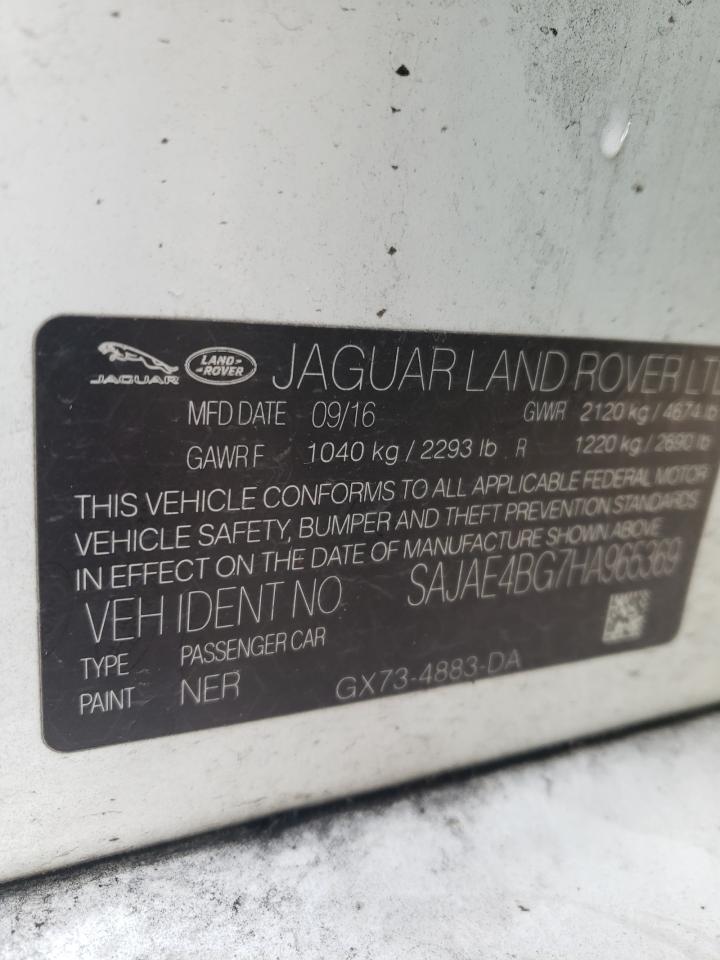 JAGUAR LAND-ROVER JAGUAR LAND ROVER LT
MFD DATE 09/16 GVWR 2120 kg / 4674 lb
GAWR F 1040 kg / 2293 lb R 1220 kg / 2690 lb
THIS VEHICLE CONFORMS TO ALL APPLICABLE FEDERAL MOTOR
VEHICLE SAFETY, BUMPER AND THEFT PREVENTION STANDARDS
IN EFFECT ON THE DATE OF MANUFACTURE SHOWN ABOVE
VEH IDENT NO. SAJAE4BG7HA965369
TYPE PASSENGER CAR
PAINT NER GX73-4883-DA